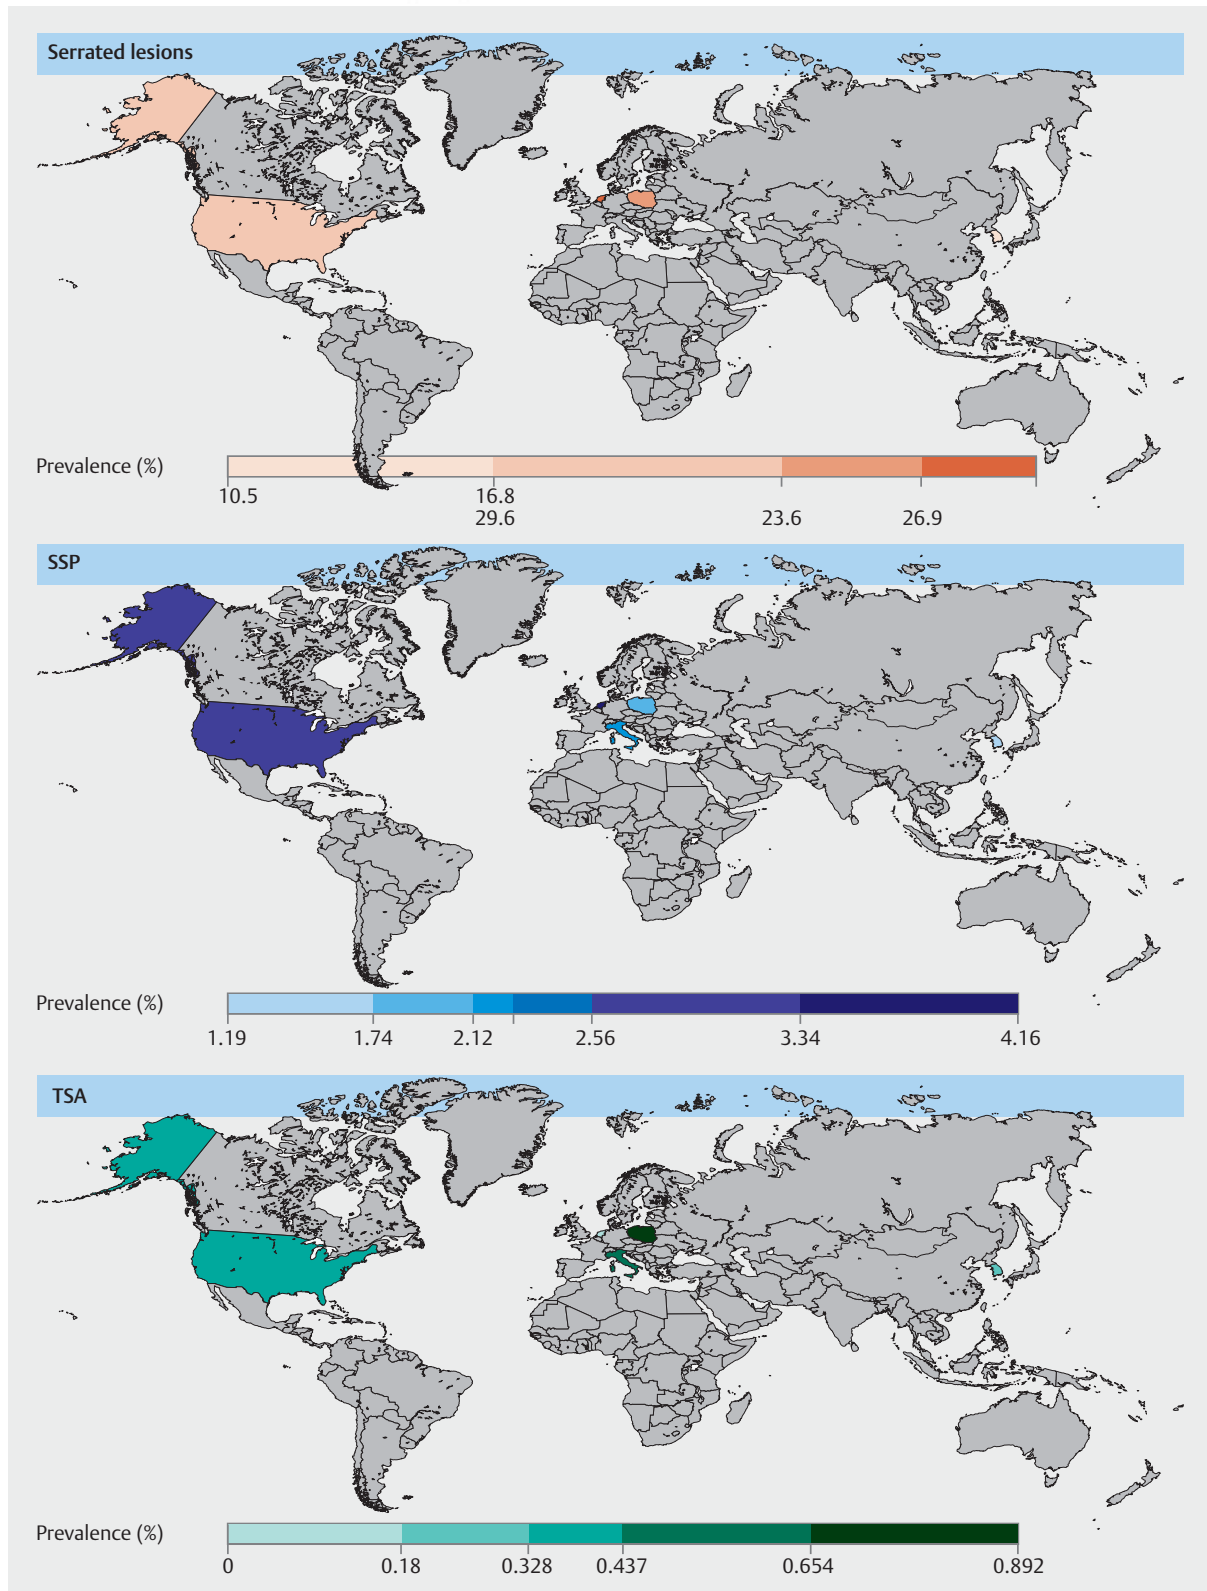 Serrated lesions
Prevalence (%)
10.5 16.8
29.6 23.6 26.9
SSP
Prevalence (%)
1.19 1.74 2.12 2.56 3.34 4.16
TSA
Prevalence (%)
0 0.18 0.328 0.437 0.654 0.892